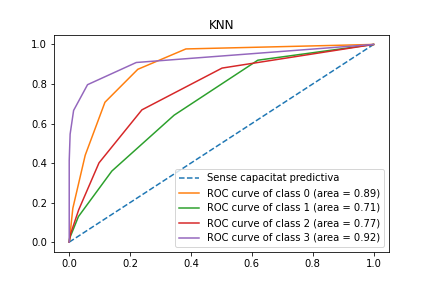 KNN
1.0
0.8
0.6
0.4
0.2
0.0
Sense capacitat predictiva
ROC curve of class 0 (area = 0.89)
ROC curve of class 1 (area = 0.71)
ROC curve of class 2 (area = 0.77)
ROC curve of class 3 (area = 0.92)
0.0 0.2 0.4 0.6 0.8 1.0